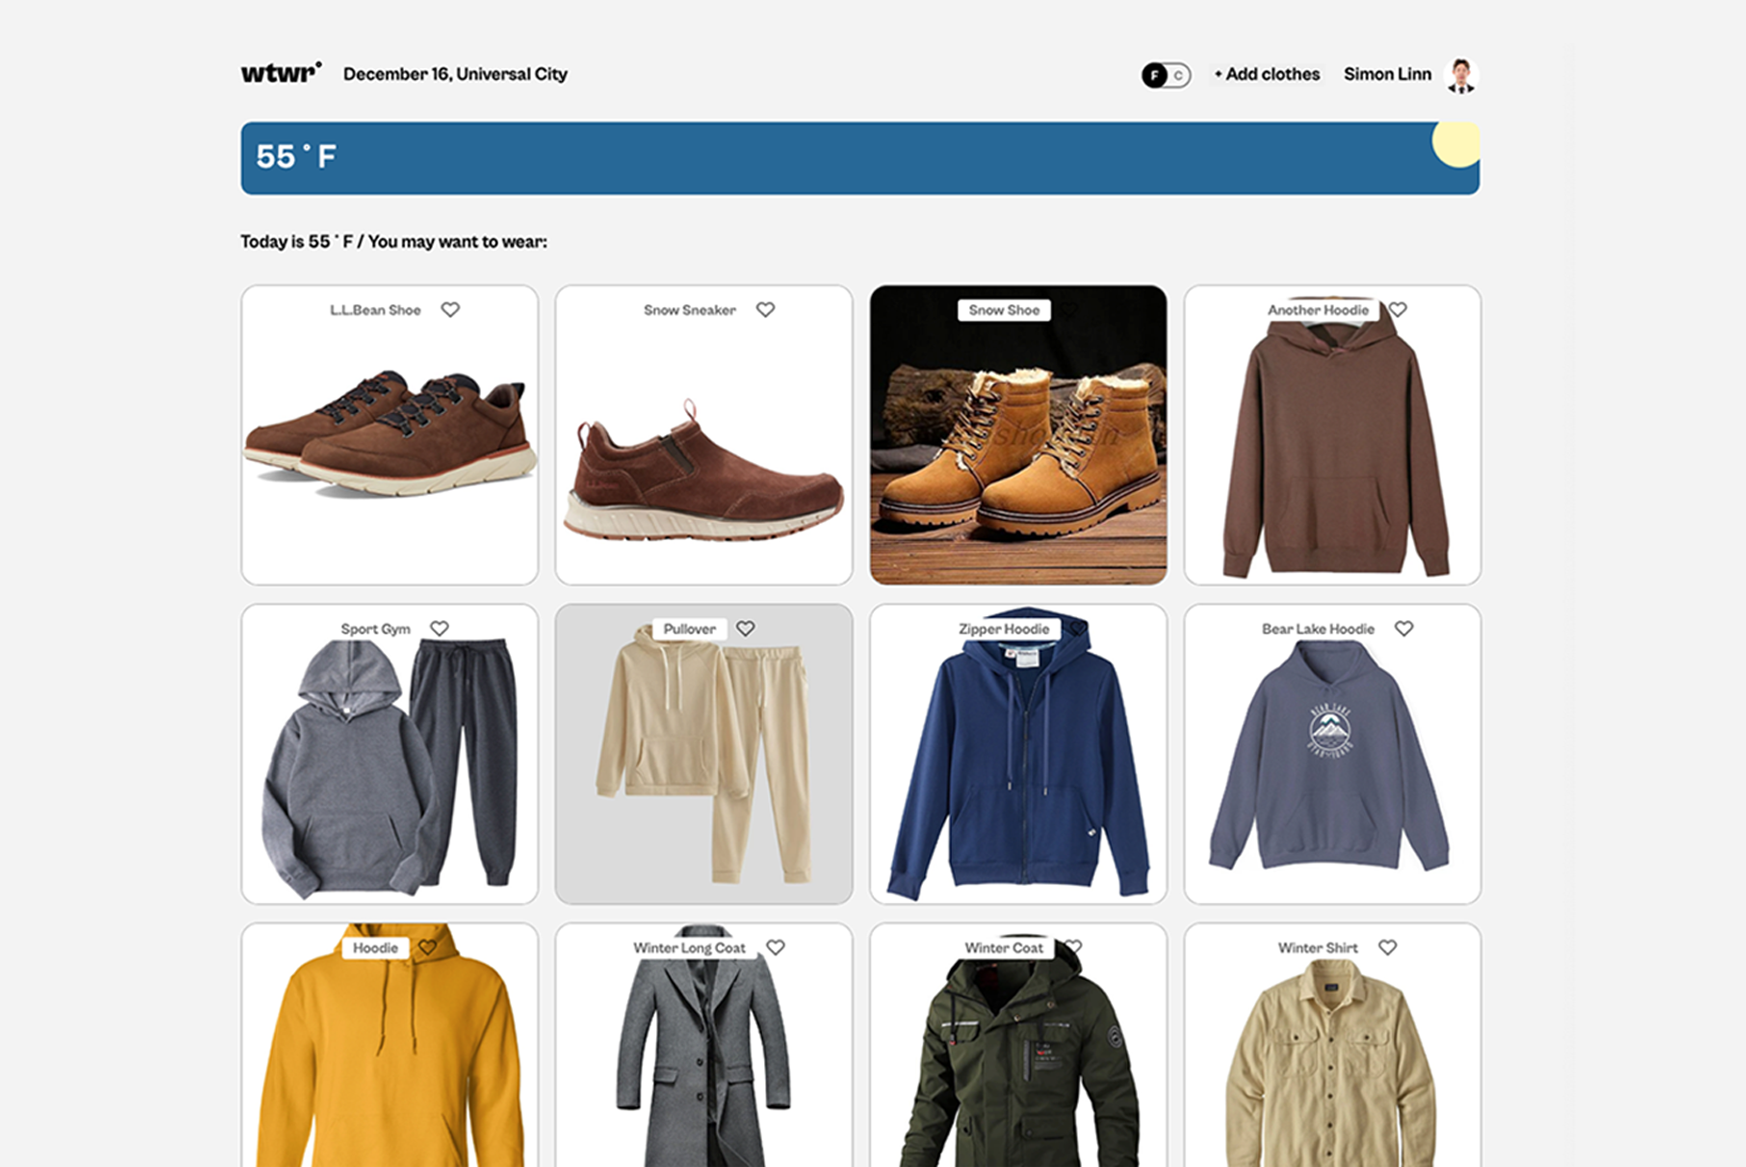 wtwr°
December 16, Universal City
F C
+ Add clothes
Simon Linn
55 ° F
Today is 55 ° F / You may want to wear:
L.L.Bean Shoe
Snow Sneaker
Snow Shoe
Another Hoodie
Sport Gym
Pullover
Zipper Hoodie
Bear Lake Hoodie
BEAR LAKE
Hoodie
Winter Long Coat
Winter Coat
Winter Shirt